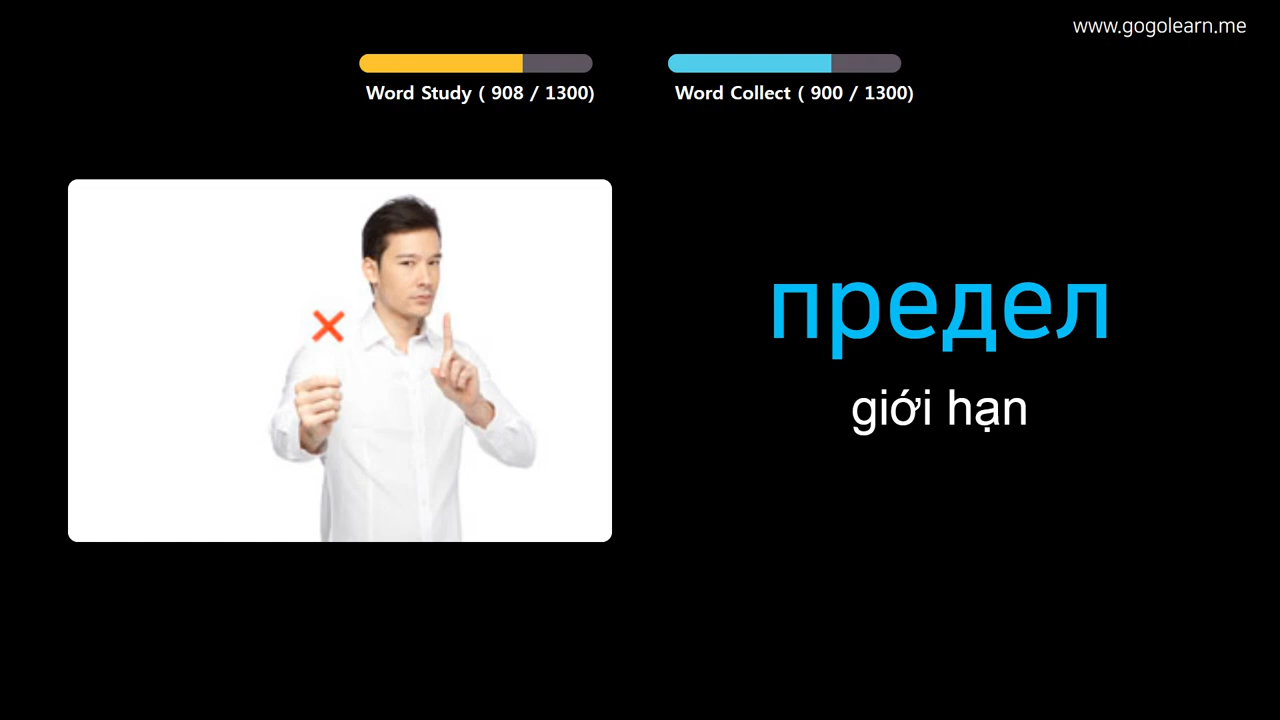 www.gogolearn.me
Word Study ( 908 / 1300)
Word Collect ( 900 / 1300)
предел
giới hạn